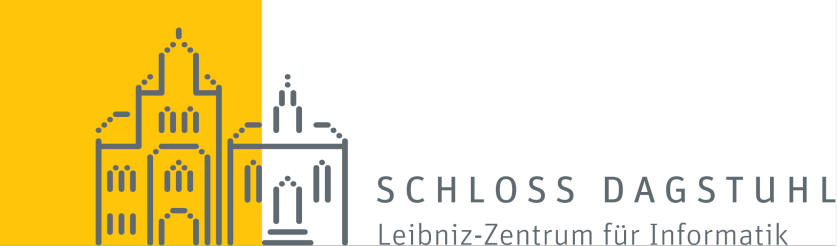 SCHLOSS DAGSTUHL
Leibniz-Zentrum für Informatik